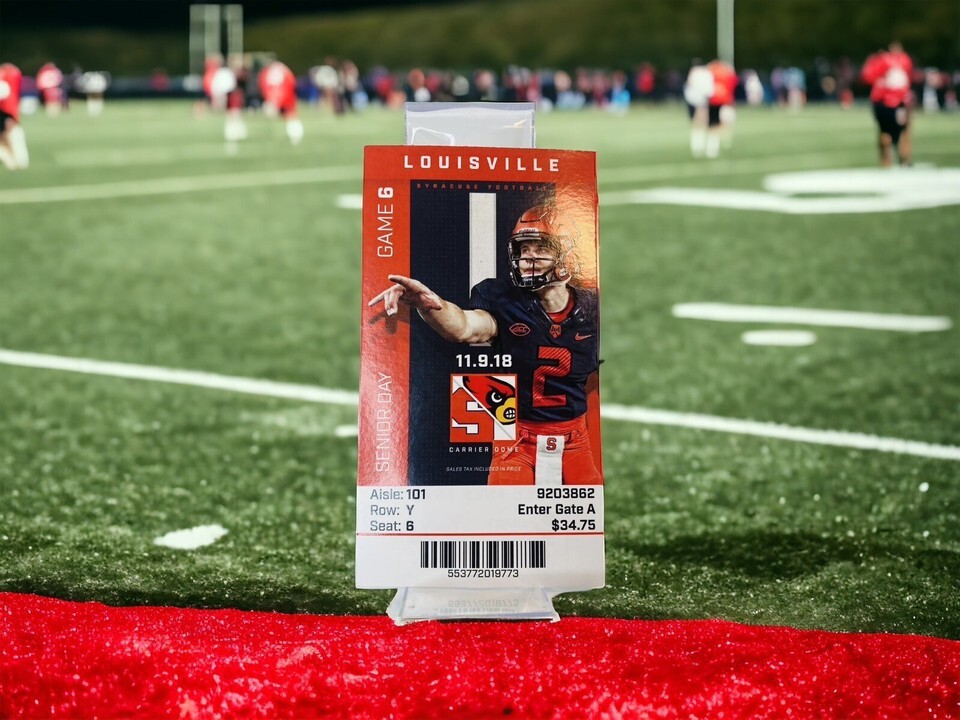 LOUISVILLE
SYRACUSE FOOTBALL
GAME 6
ACC
2
11.9.18
S
S
CARRIER DOME
SENIOR DAY
SALES TAX INCLUDED IN PRICE
Aisle: 101 9203862
Row: Y Enter Gate A
Seat: 6 $34.75
553772019773